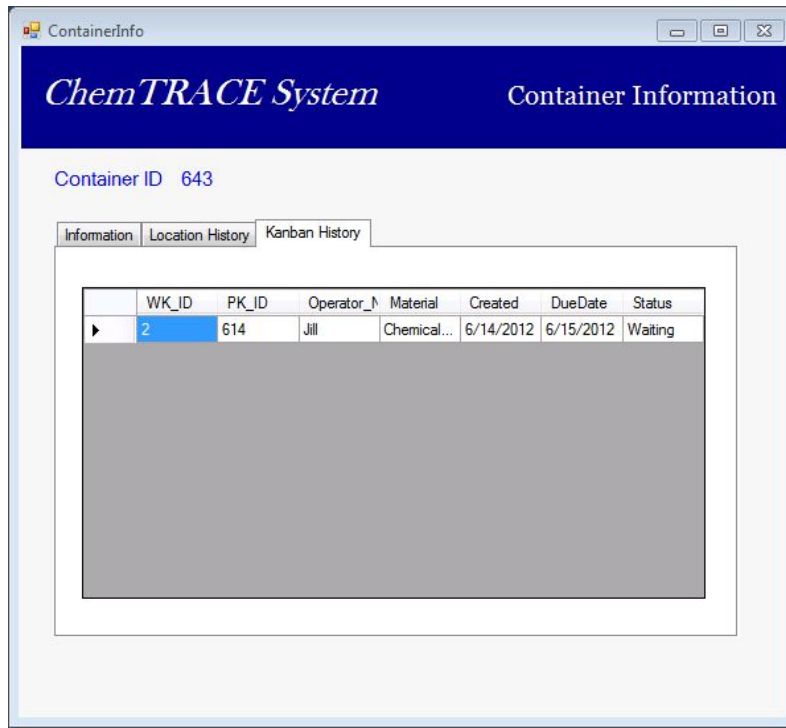 ContainerInfo
ChemTRACE System Container Information
Container ID 643
Information Location History Kanban History
WK_ID PK_ID Operator_N Material Created DueDate Status
2 614 Jill Chemical... 6/14/2012 6/15/2012 Waiting